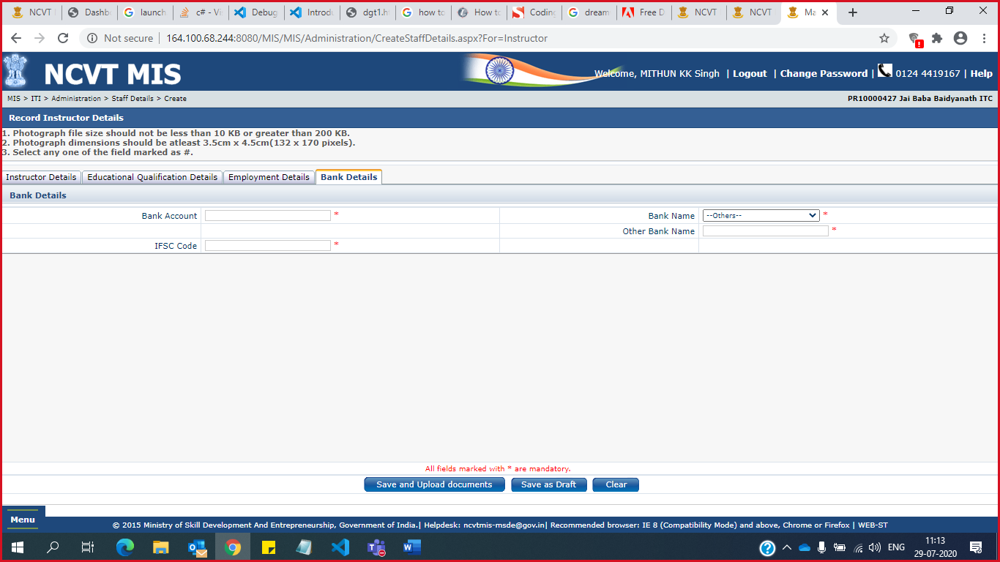 NCVT Dashb launch c# - Vi Debug Introdu dgt1.h how to How to Coding dream Free D NCVT NCVT Ma
Not secure 164.100.68.244:8080/MIS/MIS/Administration/CreateStaffDetails.aspx?For=Instructor
NCVT MIS
Welcome, MITHUN KK Singh | Logout | Change Password | 0124 4419167 | Help
MIS > ITI > Administration > Staff Details > Create PR10000427 Jai Baba Baidyanath ITC
Record Instructor Details
1. Photograph file size should not be less than 10 KB or greater than 200 KB.
2. Photograph dimensions should be atleast 3.5cm x 4.5cm(132 x 170 pixels).
3. Select any one of the field marked as #.
Instructor Details Educational Qualification Details Employment Details Bank Details
Bank Details
Bank Account * Bank Name --Others-- *
Other Bank Name *
IFSC Code *
All fields marked with * are mandatory.
Save and Upload documents Save as Draft Clear
Menu
© 2015 Ministry of Skill Development And Entrepreneurship, Government of India.| Helpdesk: ncvtmis-msde@gov.in| Recommended browser: IE 8 (Compatibility Mode) and above, Chrome or Firefox | WEB-ST
ENG 11:13
29-07-2020